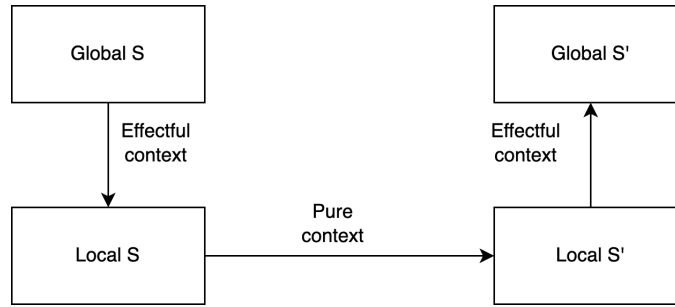 Global S
Global S'
Effectful
context
Effectful
context
Pure
context
Local S
Local S'